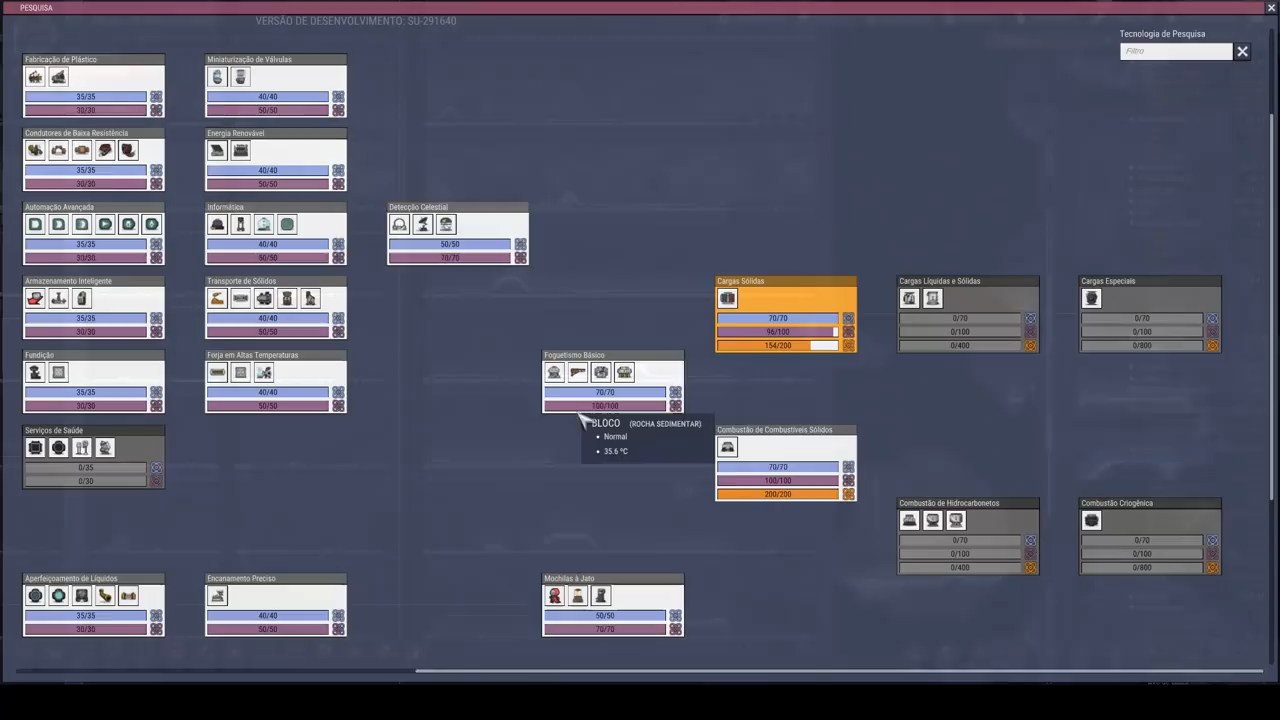 PESQUISA
VERSÃO DE DESENVOLVIMENTO: SU-291640
Tecnologia de Pesquisa
Filtro
Fabricação de Plástico
35/35
30/30
Miniaturização de Válvulas
40/40
50/50
Condutores de Baixa Resistência
35/35
30/30
Energia Renovável
40/40
50/50
Automação Avançada
35/35
30/30
Informática
40/40
50/50
Detecção Celestial
50/50
70/70
Armazenamento Inteligente
35/35
30/30
Transporte de Sólidos
40/40
50/50
Cargas Sólidas
70/70
96/100
154/200
Cargas Líquidas e Sólidas
0/70
0/100
0/400
Cargas Especiais
0/70
0/100
0/800
Fundição
35/35
30/30
Forja em Altas Temperaturas
40/40
50/50
Foguetismo Básico
70/70
100/100
BLOCO (ROCHA SEDIMENTAR)
• Normal
• 35.6 ºC
Serviços de Saúde
0/35
0/30
Combustão de Combustíveis Sólidos
70/70
100/100
200/200
Combustão de Hidrocarbonetos
0/70
0/100
0/400
Combustão Criogênica
0/70
0/100
0/800
Aperfeiçoamento de Líquidos
35/35
30/30
Encanamento Preciso
40/40
50/50
Mochilas à Jato
50/50
70/70